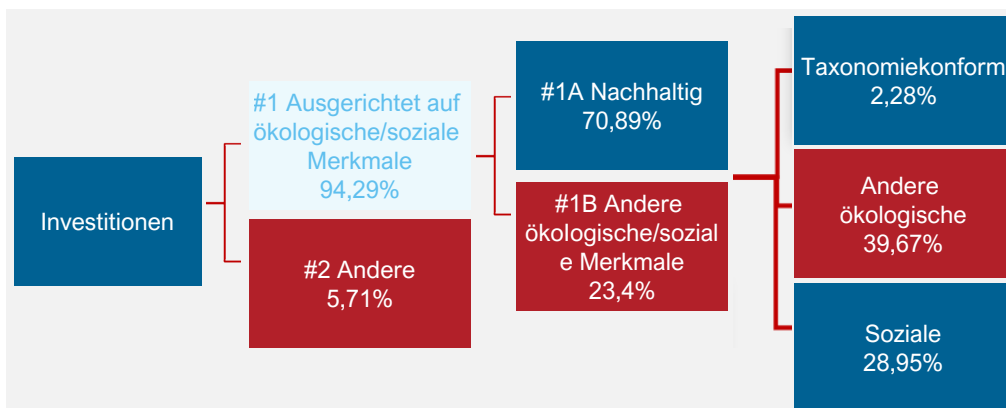 Investitionen
#1 Ausgerichtet auf
ökologische/soziale
Merkmale
94,29%
#2 Andere
5,71%
#1A Nachhaltig
70,89%
#1B Andere
ökologische/sozial
e Merkmale
23,4%
Taxonomiekonform
2,28%
Andere
ökologische
39,67%
Soziale
28,95%